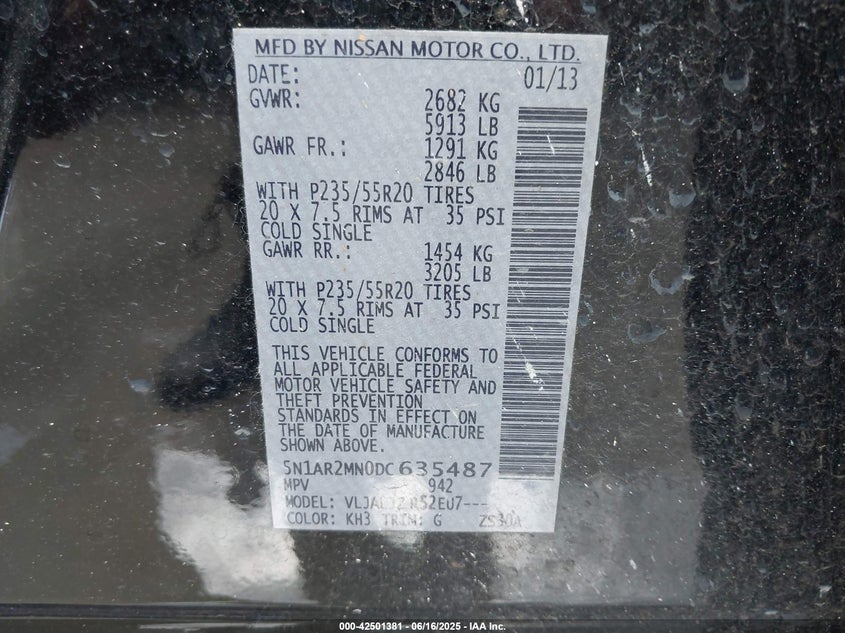 MFD BY NISSAN MOTOR CO., LTD.
DATE: 01/13
GVWR: 2682 KG
5913 LB
GAWR FR.: 1291 KG
2846 LB
WITH P235/55R20 TIRES
20 X 7.5 RIMS AT 35 PSI
COLD SINGLE
GAWR RR.: 1454 KG
3205 LB
WITH P235/55R20 TIRES
20 X 7.5 RIMS AT 35 PSI
COLD SINGLE
THIS VEHICLE CONFORMS TO
ALL APPLICABLE FEDERAL
MOTOR VEHICLE SAFETY AND
THEFT PREVENTION
STANDARDS IN EFFECT ON
THE DATE OF MANUFACTURE
SHOWN ABOVE.
5N1AR2MN0DC635487
MPV 942
MODEL:
COLOR: KH3 TRIM: G
000-42501381 - 06/16/2025 - IAA Inc.